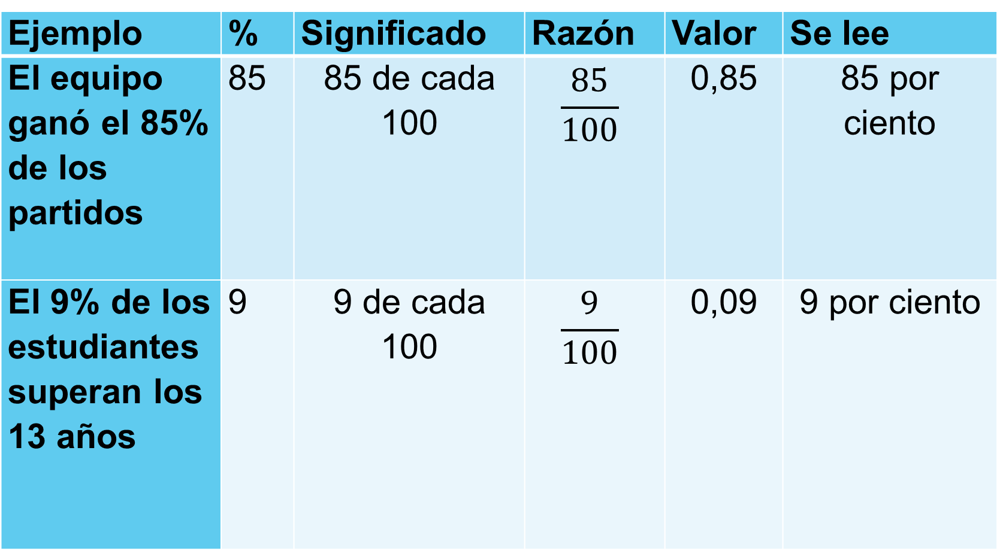 Ejemplo % Significado Razón Valor Se lee
El equipo ganó el 85% de los partidos 85 85 de cada 100 85/100 0,85 85 por ciento
El 9% de los estudiantes superan los 13 años 9 9 de cada 100 9/100 0,09 9 por ciento